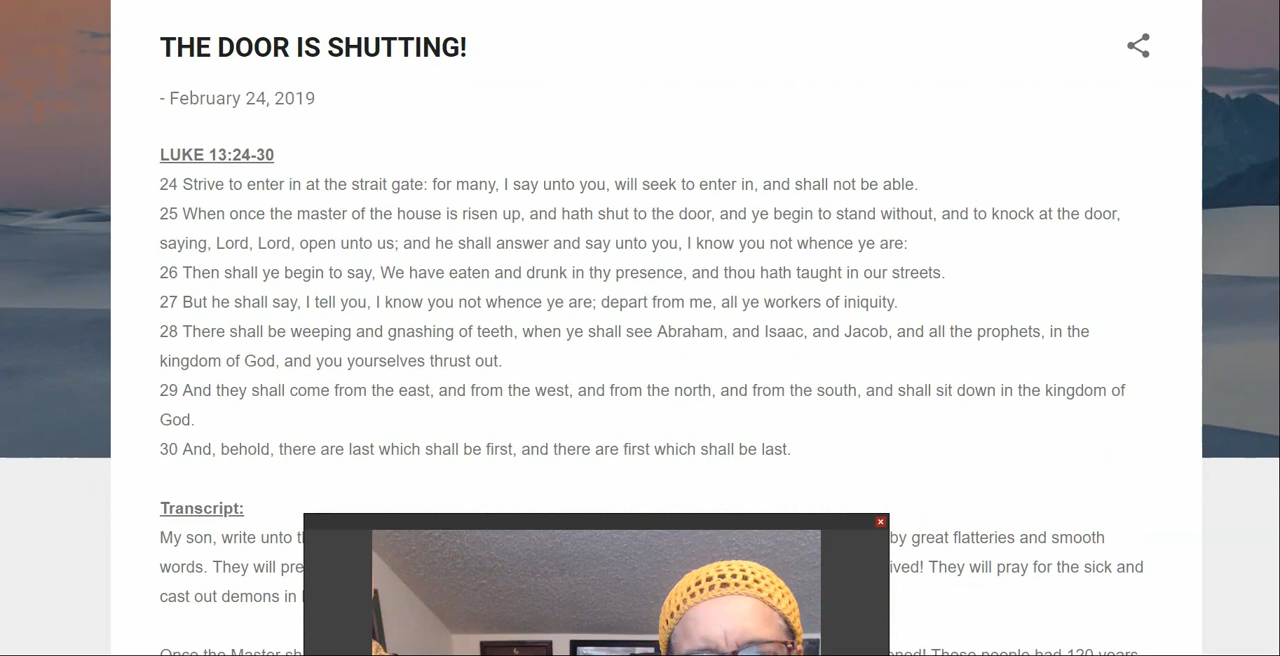 THE DOOR IS SHUTTING!
- February 24, 2019
LUKE 13:24-30
24 Strive to enter in at the strait gate: for many, I say unto you, will seek to enter in, and shall not be able.
25 When once the master of the house is risen up, and hath shut to the door, and ye begin to stand without, and to knock at the door,
saying, Lord, Lord, open unto us; and he shall answer and say unto you, I know you not whence ye are:
26 Then shall ye begin to say, We have eaten and drunk in thy presence, and thou hath taught in our streets.
27 But he shall say, I tell you, I know you not whence ye are; depart from me, all ye workers of iniquity.
28 There shall be weeping and gnashing of teeth, when ye shall see Abraham, and Isaac, and Jacob, and all the prophets, in the
kingdom of God, and you yourselves thrust out.
29 And they shall come from the east, and from the west, and from the north, and from the south, and shall sit down in the kingdom of
God.
30 And, behold, there are last which shall be first, and there are first which shall be last.
Transcript:
My son, write unto by great flatteries and smooth
words. They will They will pray for the sick and
cast out demons in
Once the Master These people had 120 years